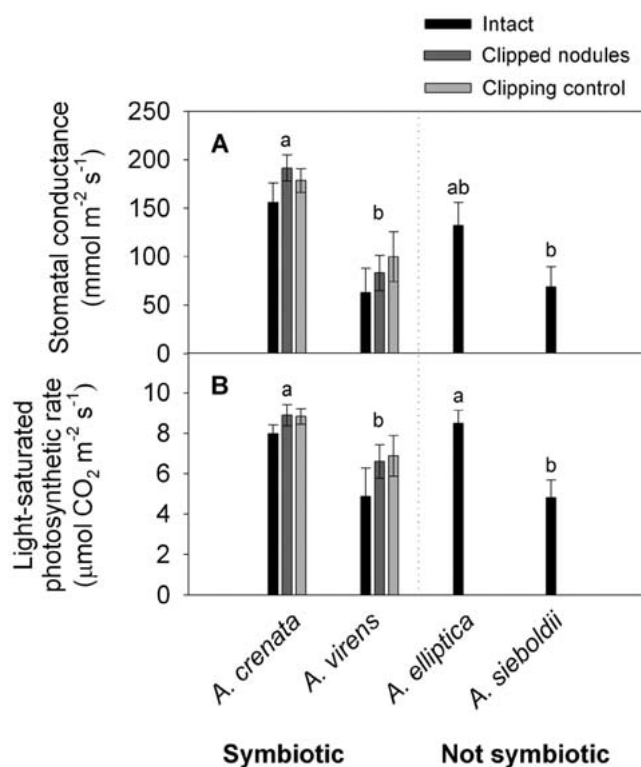 Intact
Clipped nodules
Clipping control
A
Stomatal conductance
(mmol m⁻² s⁻¹)
250
200
150
100
50
0
a
b
ab
b
B
Light-saturated
photosynthetic rate
(μmol CO₂ m⁻² s⁻¹)
10
8
6
4
2
0
a
b
a
b
A. crenata
A. virens
A. elliptica
A. sieboldii
Symbiotic
Not symbiotic